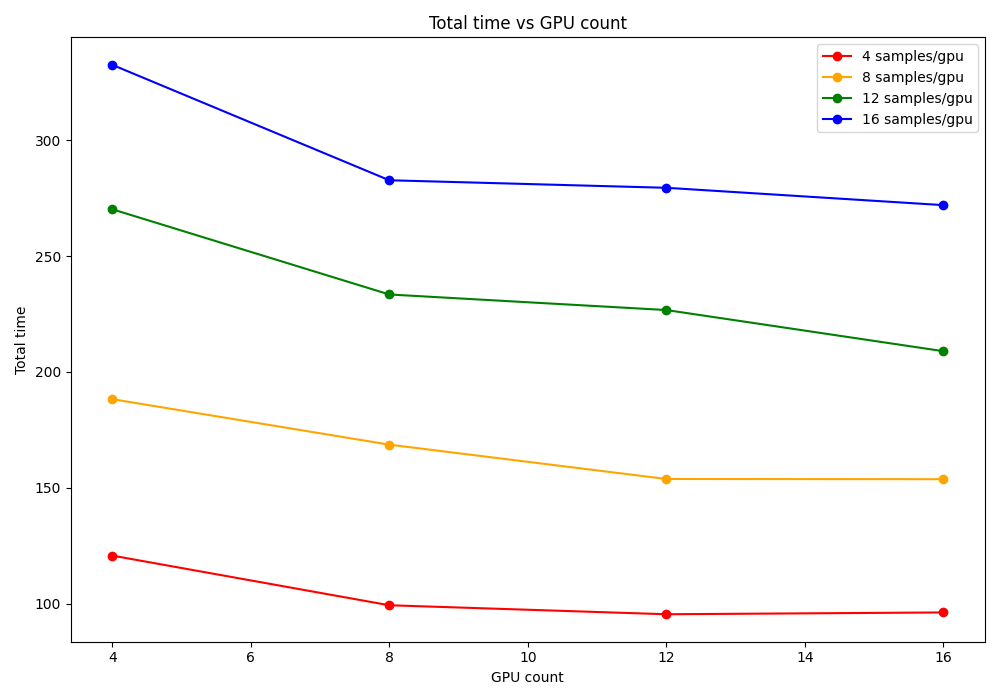 Total time vs GPU count
4 samples/gpu
8 samples/gpu
12 samples/gpu
16 samples/gpu
300
250
200
150
100
Total time
4 6 8 10 12 14 16
GPU count